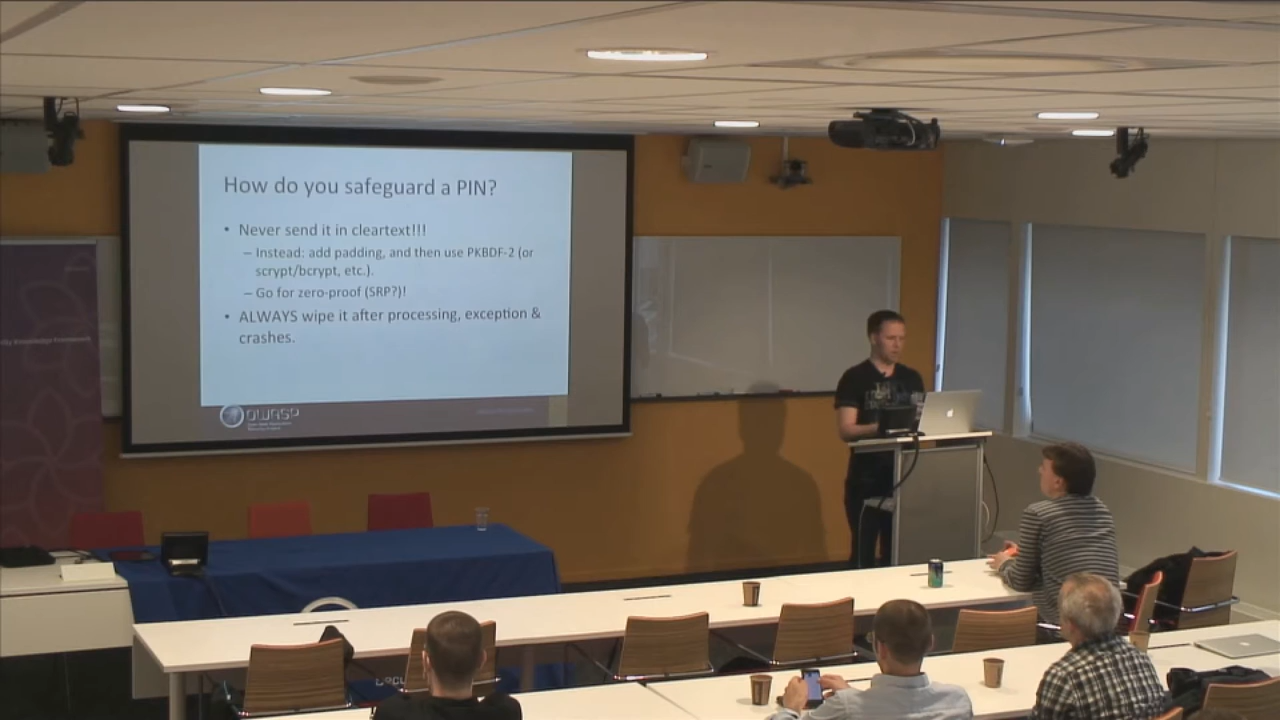 How do you safeguard a PIN?
• Never send it in cleartext!!!
– Instead: add padding, and then use PKBDF-2 (or
scrypt/bcrypt, etc.).
– Go for zero-proof (SRP?)!
• ALWAYS wipe it after processing, exception &
crashes.
OWASP